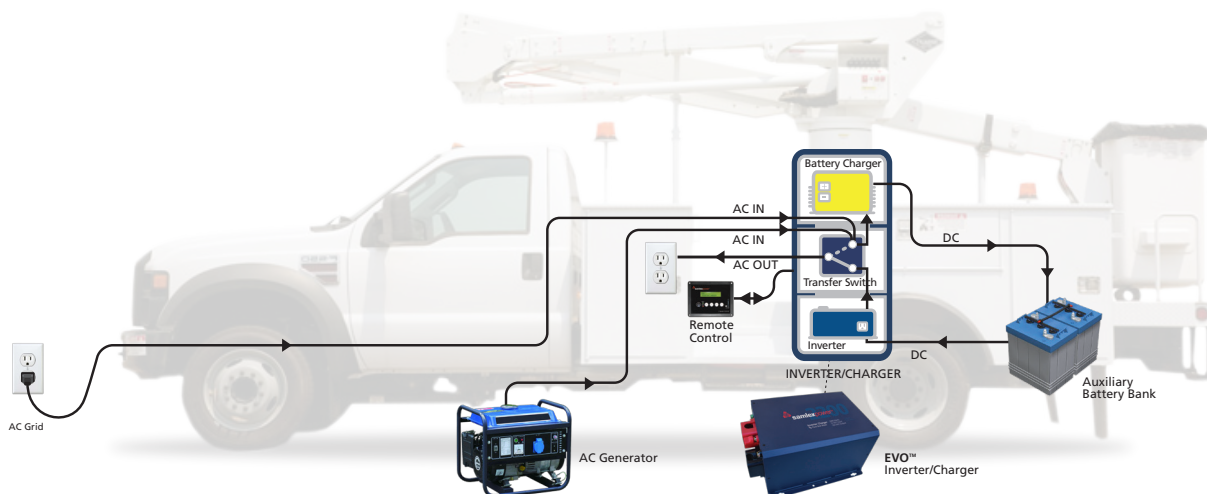 Battery Charger
AC IN
AC IN
DC
AC OUT
Transfer Switch
Remote
Control
Inverter
DC
INVERTER/CHARGER
Auxiliary
Battery Bank
AC Grid
AC Generator
samlex
EVO™
Inverter/Charger